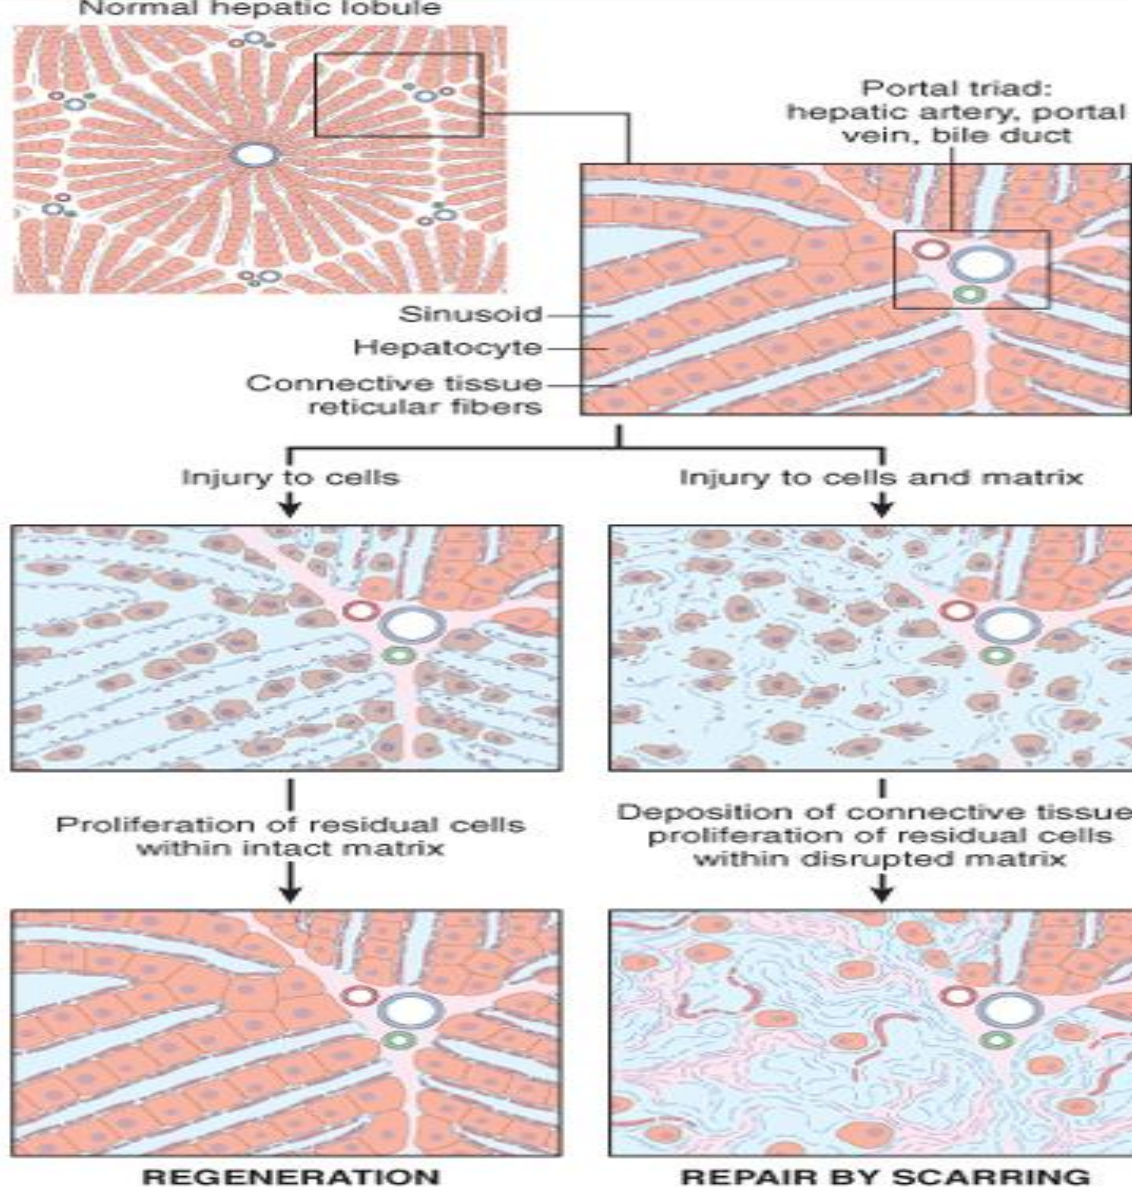 Normal hepatic lobule
Portal triad:
hepatic artery, portal
vein, bile duct
Sinusoid
Hepatocyte
Connective tissue
reticular fibers
Injury to cells
Injury to cells and matrix
Proliferation of residual cells
within intact matrix
Deposition of connective tissue
proliferation of residual cells
within disrupted matrix
REGENERATION
REPAIR BY SCARRING